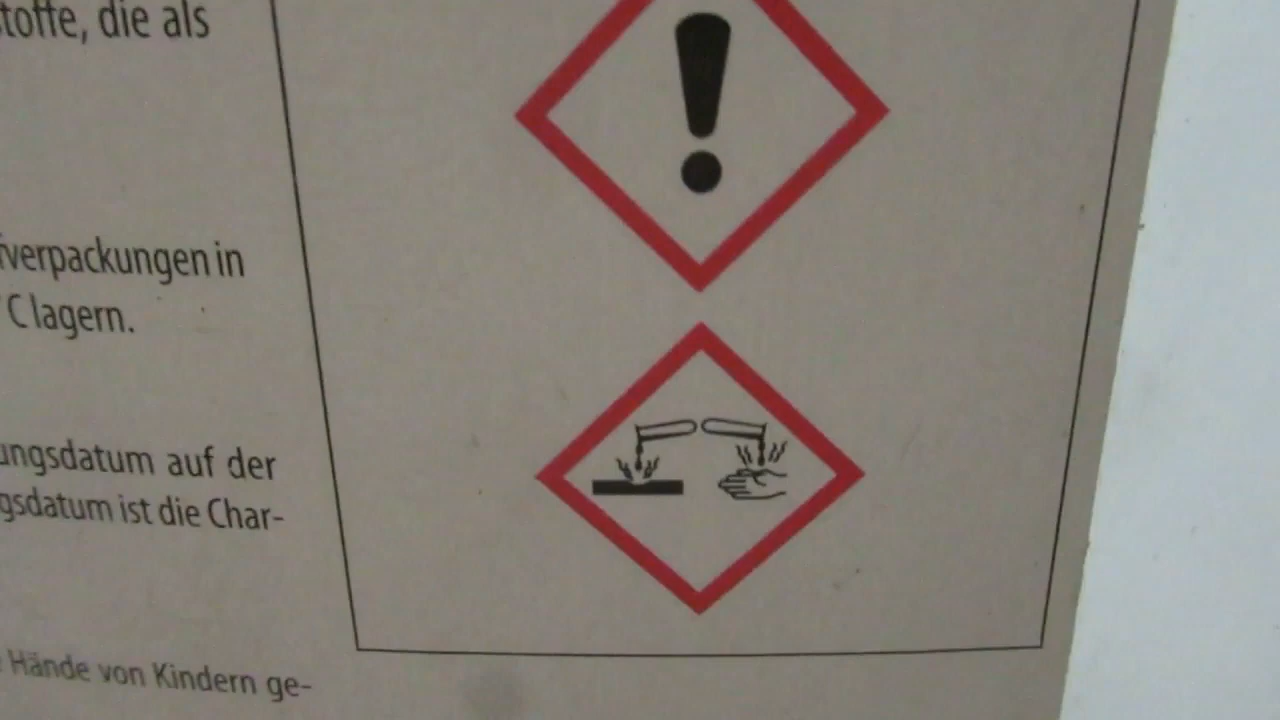 toffe, die als
verpackungen in
C lagern.
ungsdatum auf der
gsdatum ist die Char-
Hände von Kindern ge-